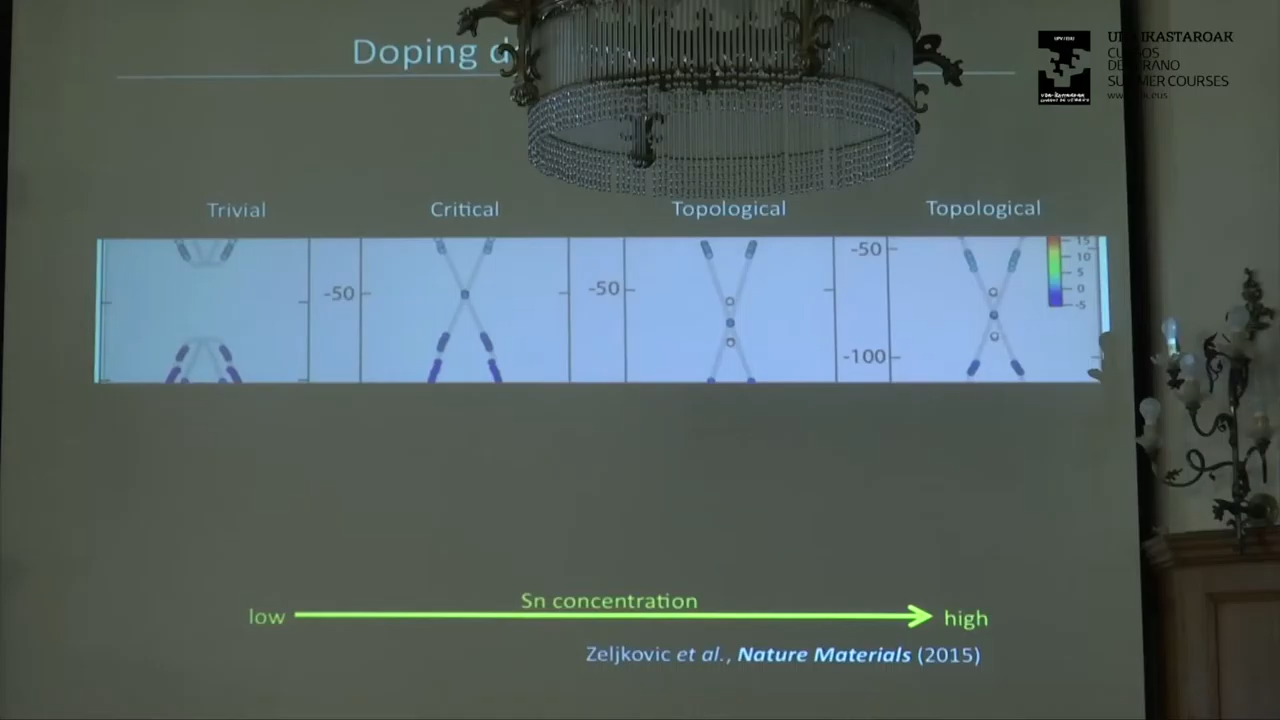 Doping
CURSOS
SUMMER COURSES
Trivial
Critical
Topological
Topological
-50
-50
-50
-100
15
10
5
0
-5
Sn concentration
low
high
Zeljkovic et al., Nature Materials (2015)